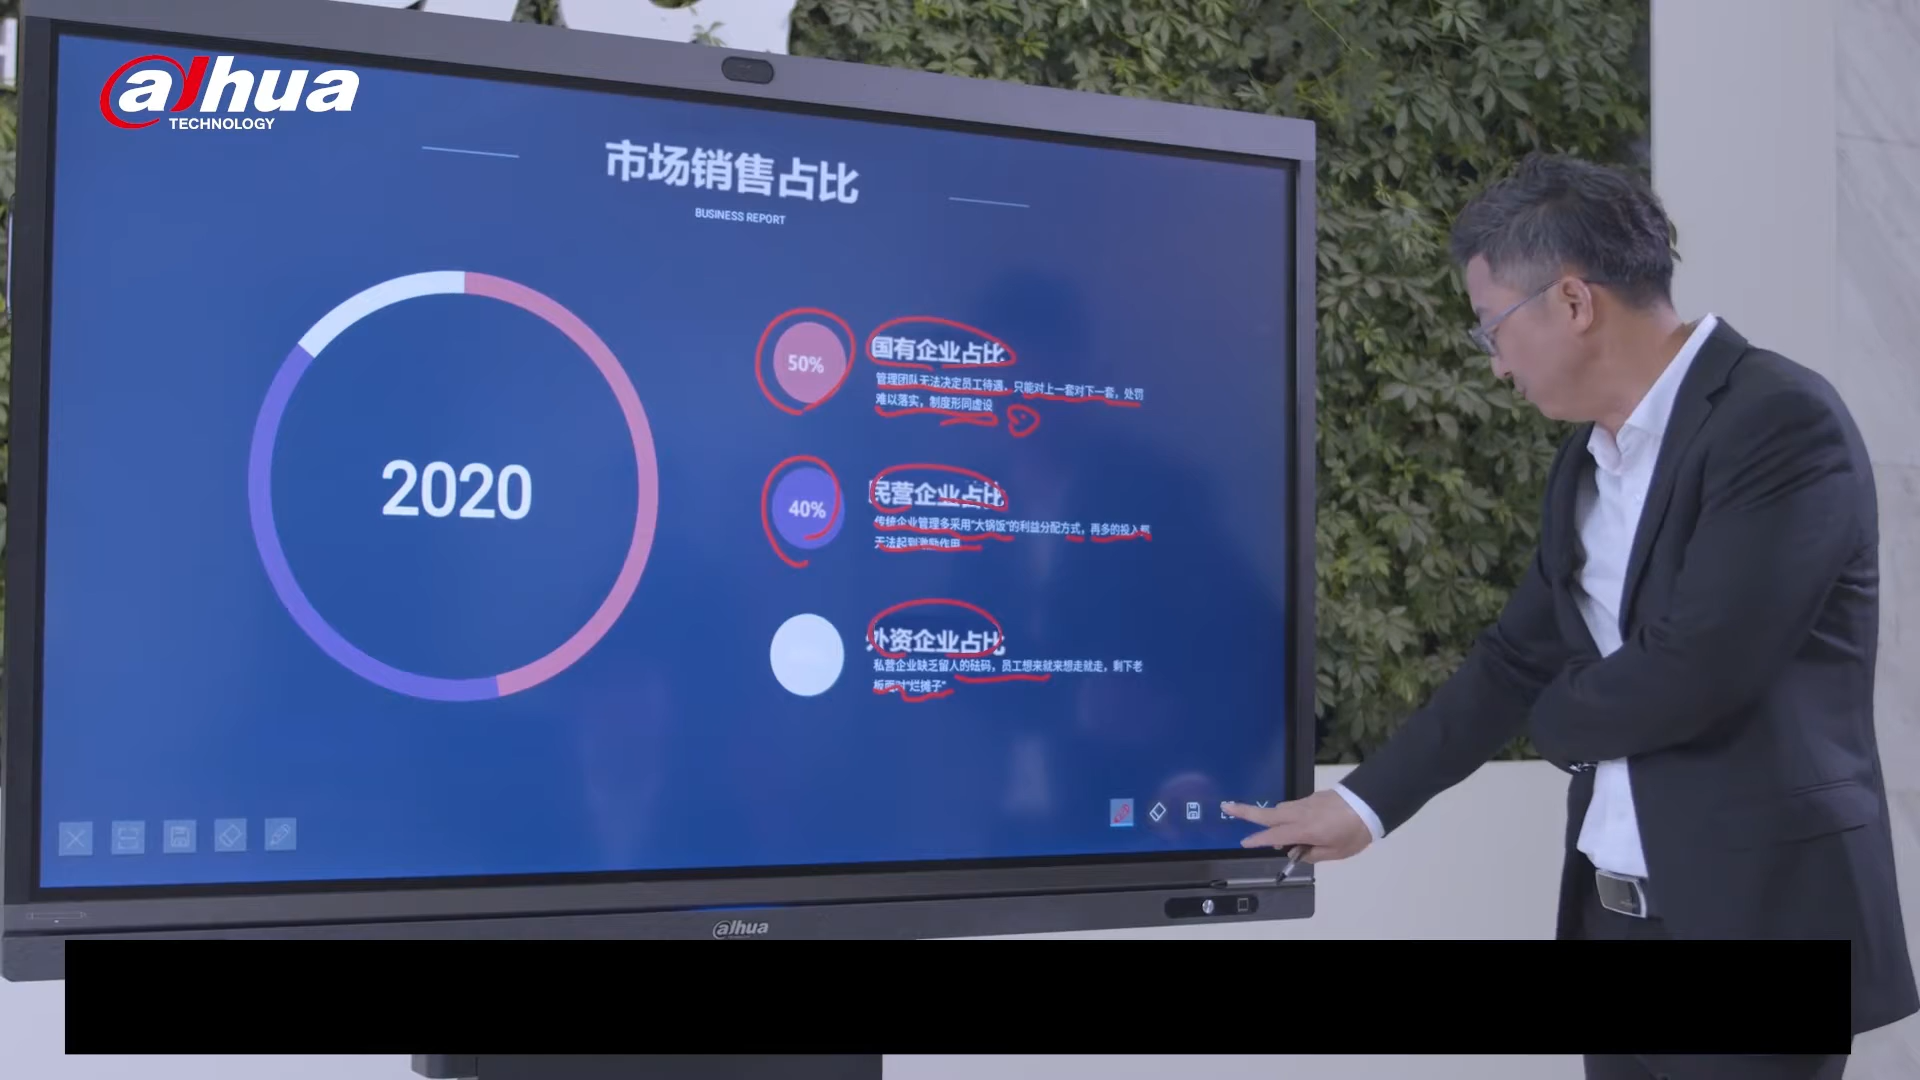 alhua
TECHNOLOGY
市场销售占比
BUSINESS REPORT
2020
50%
国有企业占比
管理团队无法决定员工待遇，只能对上一套对下一套，处罚
难以落实，制度形同虚设
40%
民营企业占比
传统企业管理多采用"大锅饭"的利益分配方式，再多的投入都
无法起到激励作用
外资企业占比
私营企业缺乏留人的砝码，员工想来就来想走就走，剩下老
板面对"烂摊子"
alhua